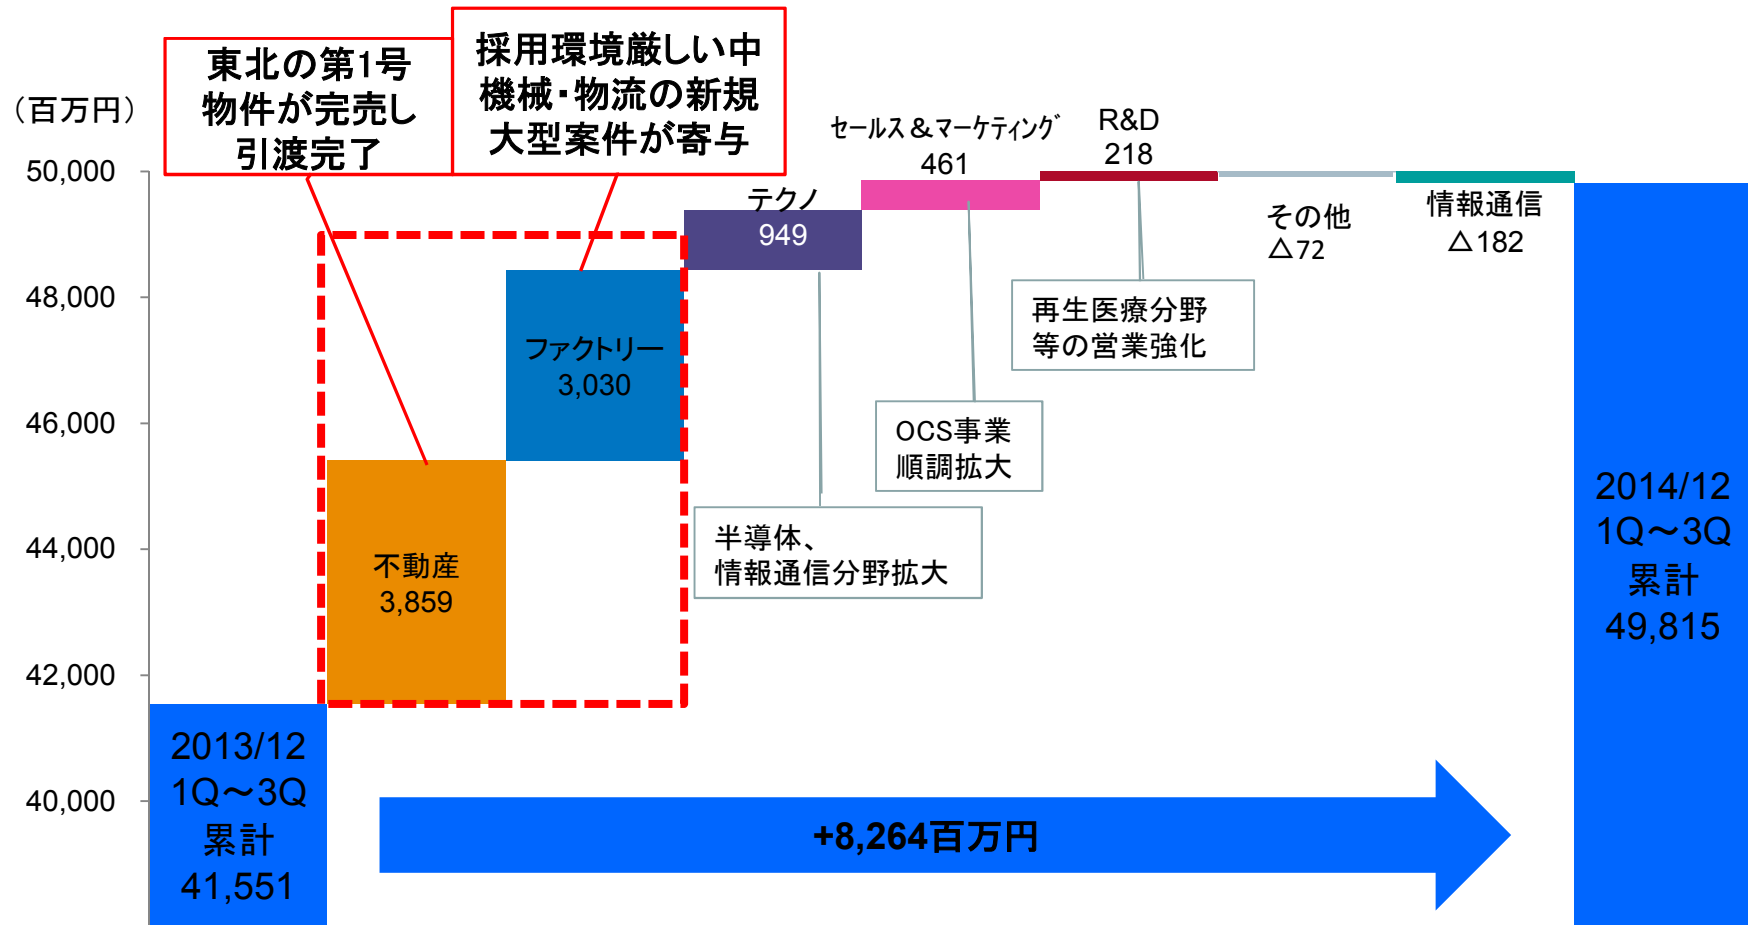 東北の第1号
物件が完売し
引渡完了
採用環境厳しい中
機械・物流の新規
大型案件が寄与
（百万円）
50,000
48,000
46,000
44,000
42,000
40,000
2013/12
1Q～3Q
累計
41,551
不動産
3,859
ファクトリー
3,030
テクノ
949
セールス＆マーケティング
461
R&D
218
その他
△72
情報通信
△182
半導体、
情報通信分野拡大
OCS事業
順調拡大
再生医療分野
等の営業強化
2014/12
1Q～3Q
累計
49,815
+8,264百万円